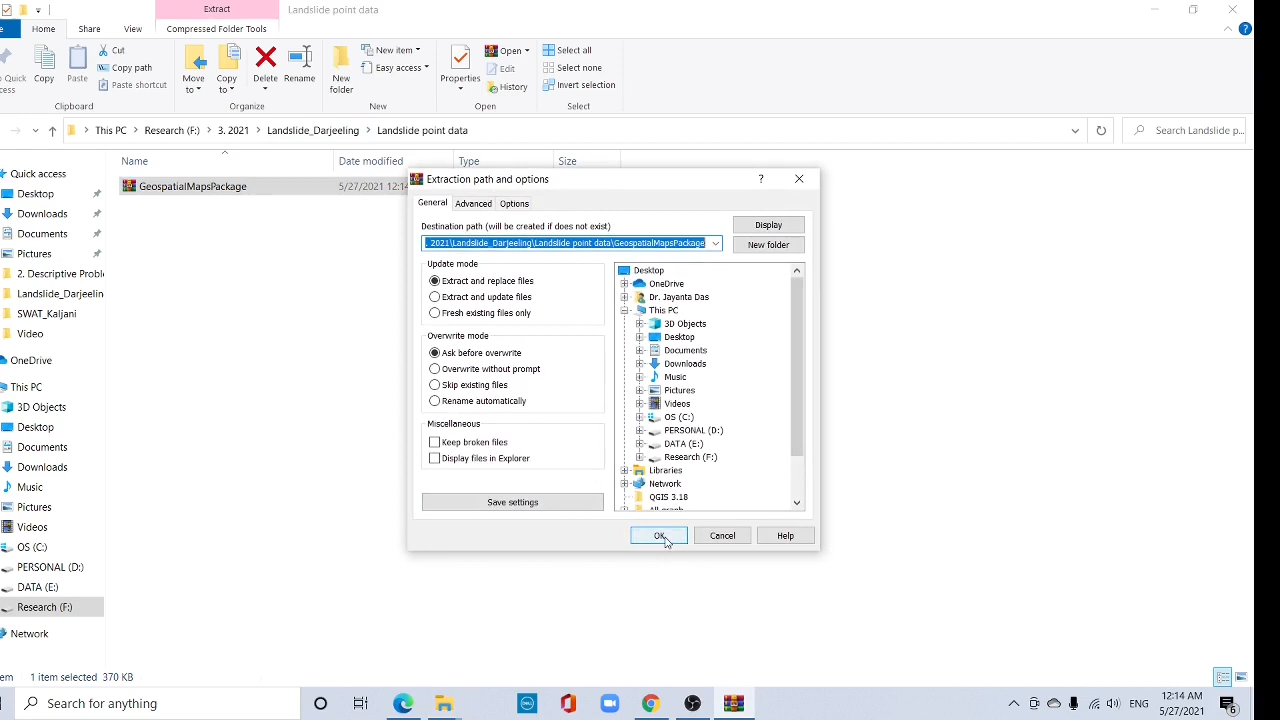 Extract
Landslide point data
Home
Share
View
Compressed Folder Tools
Quick
Copy
Paste
Cut
Copy path
Paste shortcut
Move to
Copy to
Delete
Rename
New folder
New item
Easy access
Properties
Open
Edit
History
Select all
Select none
Invert selection
Clipboard
Organize
New
Open
Select
This PC > Research (F:) > 3. 2021 > Landslide_Darjeeling > Landslide point data
Search Landslide p...
Name
Date modified
Type
Size
GeospatialMapsPackage
5/27/2021 12:14
Quick access
Desktop
Downloads
Documents
Pictures
2. Descriptive Probl
Landslide_Darjeelin
SWAT_Kaljani
Video
OneDrive
This PC
3D Objects
Desktop
Documents
Downloads
Music
Pictures
Videos
OS (C:)
PERSONAL (D:)
DATA (E:)
Research (F:)
Network
Extraction path and options
?
General
Advanced
Options
Destination path (will be created if does not exist)
. 2021\Landslide_Darjeeling\Landslide point data\GeospatialMapsPackage
Display
New folder
Update mode
Extract and replace files
Extract and update files
Fresh existing files only
Overwrite mode
Ask before overwrite
Overwrite without prompt
Skip existing files
Rename automatically
Miscellaneous
Keep broken files
Display files in Explorer
Save settings
Desktop
OneDrive
Dr. Jayanta Das
This PC
3D Objects
Desktop
Documents
Downloads
Music
Pictures
Videos
OS (C:)
PERSONAL (D:)
DATA (E:)
Research (F:)
Libraries
Network
QGIS 3.18
OK
Cancel
Help
em
1 item selected 370 KB
Search for anything
DELL
ENG
12:14 AM
5/27/2021
6